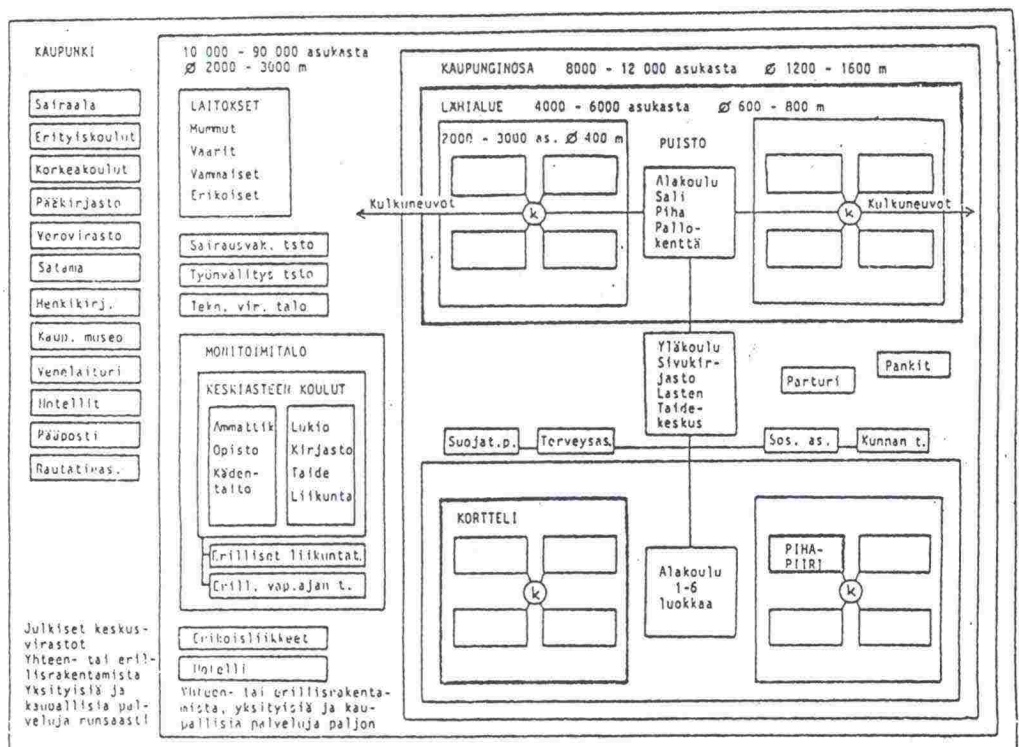 KAUPUNKI
Sairaala
Erityiskoulut
Korkeakoulut
Pääkirjasto
Verovirasto
Satama
Henkikirj.
Kaup. museo
Venelaituri
Hotellit
Pääposti
Rautatieas.
Julkiset keskus-
virastot
Yhteen- tai eril-
lisrakentamista
Yksityisiä ja
kaupallisia pal-
veluja runsaasti
10 000 - 90 000 asukasta
Ø 2000 - 3000 m
LAITOKSET
Mummut
Vaarit
Vammaiset
Erikoiset
Sairausvak. tsto
Työnvälitys tsto
Tekn. vir. talo
MONITOIMITALO
KESKIASTEEN KOULUT
Ammattik
Opisto
Käden-
taito
Lukio
Kirjasto
Taide
Liikunta
Erilliset liikuntat.
Erill. vap.ajan t.
Erikoisliikkeet
Hotelli
Yhteen- tai erillisrakenta-
mista, yksityisiä ja kau-
pallisia palveluja paljon
KAUPUNGINOSA 8000 - 12 000 asukasta Ø 1200 - 1600 m
LÄHIALUE 4000 - 6000 asukasta Ø 600 - 800 m
2000 - 3000 as. Ø 400 m
PUISTO
Kulkuneuvot
k
Alakoulu
Sali
Piha
Pallo-
kenttä
k
Kulkuneuvot
Yläkoulu
Sivukir-
jasto
Lasten
Taide-
keskus
Parturi
Pankit
Suojat.p.
Terveysas.
Sos. as.
Kunnan t.
KORTTELI
k
Alakoulu
1-6
luokkaa
PIHA-
PIIRI
k